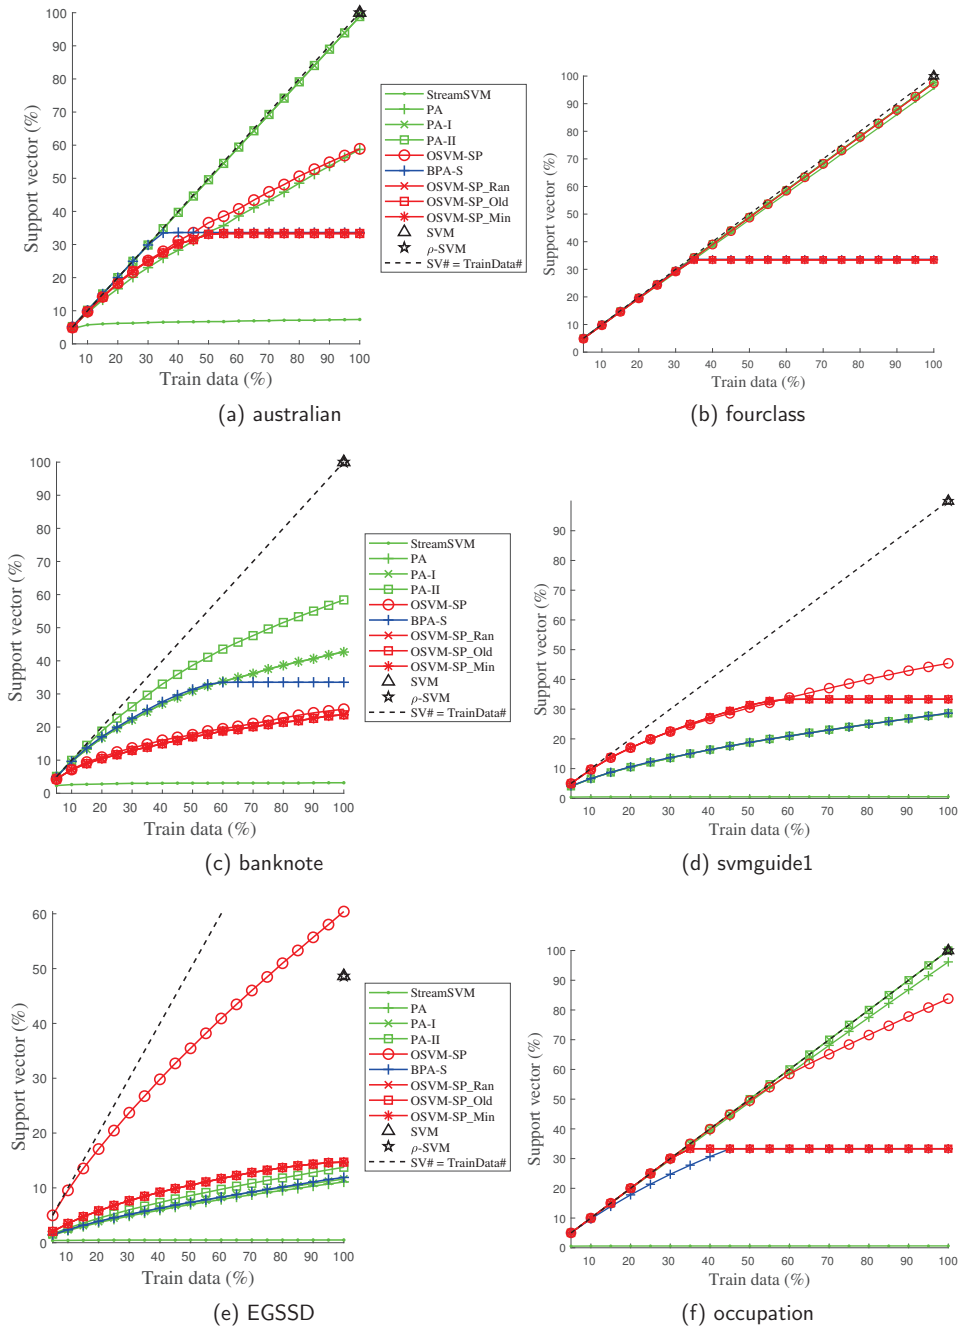 100
90
80
70
60
50
40
30
20
10
0
Support vector (%)
10 20 30 40 50 60 70 80 90 100
Train data (%)
(a) australian
StreamSVM
PA
PA-I
PA-II
OSVM-SP
BPA-S
OSVM-SP_Ran
OSVM-SP_Old
OSVM-SP_Min
SVM
ρ-SVM
SV# = TrainData#
100
90
80
70
60
50
40
30
20
10
0
Support vector (%)
10 20 30 40 50 60 70 80 90 100
Train data (%)
(b) fourclass
100
90
80
70
60
50
40
30
20
10
0
Support vector (%)
10 20 30 40 50 60 70 80 90 100
Train data (%)
(c) banknote
StreamSVM
PA
PA-I
PA-II
OSVM-SP
BPA-S
OSVM-SP_Ran
OSVM-SP_Old
OSVM-SP_Min
SVM
ρ-SVM
SV# = TrainData#
90
80
70
60
50
40
30
20
10
0
Support vector (%)
10 20 30 40 50 60 70 80 90 100
Train data (%)
(d) svmguide1
60
50
40
30
20
10
0
Support vector (%)
10 20 30 40 50 60 70 80 90 100
Train data (%)
(e) EGSSD
StreamSVM
PA
PA-I
PA-II
OSVM-SP
BPA-S
OSVM-SP_Ran
OSVM-SP_Old
OSVM-SP_Min
SVM
ρ-SVM
SV# = TrainData#
100
90
80
70
60
50
40
30
20
10
0
Support vector (%)
10 20 30 40 50 60 70 80 90 100
Train data (%)
(f) occupation